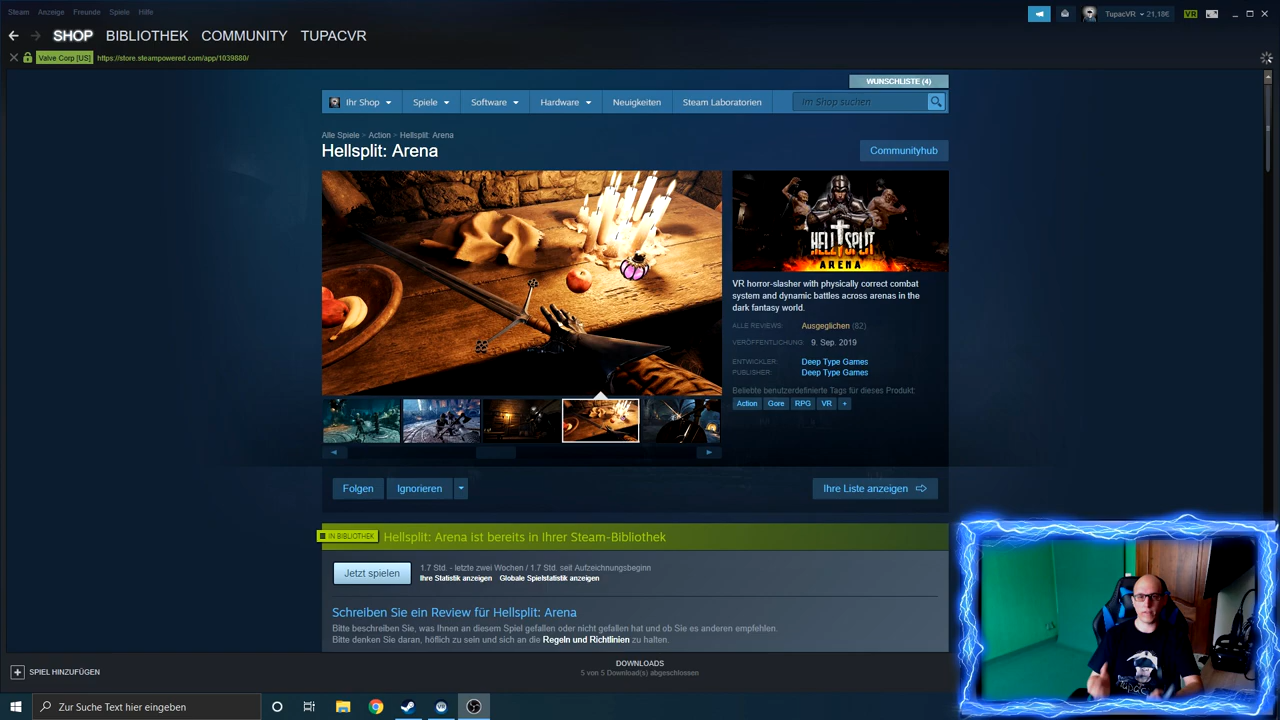 Steam Anzeige Freunde Spiele Hilfe
TupacVR 21,18€ VR
SHOP BIBLIOTHEK COMMUNITY TUPACVR
Valve Corp [US] https://store.steampowered.com/app/1039880/
WUNSCHLISTE (4)
Ihr Shop Spiele Software Hardware Neuigkeiten Steam Laboratorien Im Shop suchen
Alle Spiele > Action > Hellsplit: Arena
Hellsplit: Arena
Communityhub
HELLSPLIT
ARENA
VR horror-slasher with physically correct combat
system and dynamic battles across arenas in the
dark fantasy world.
ALLE REVIEWS: Ausgeglichen (82)
VERÖFFENTLICHUNG: 9. Sep. 2019
ENTWICKLER: Deep Type Games
PUBLISHER: Deep Type Games
Beliebte benutzerdefinierte Tags für dieses Produkt:
Action Gore RPG VR +
Folgen Ignorieren Ihre Liste anzeigen
IN BIBLIOTHEK Hellsplit: Arena ist bereits in Ihrer Steam-Bibliothek
Jetzt spielen
1.7 Std. - letzte zwei Wochen / 1.7 Std. seit Aufzeichnungsbeginn
Ihre Statistik anzeigen Globale Spielstatistik anzeigen
Schreiben Sie ein Review für Hellsplit: Arena
Bitte beschreiben Sie, was Ihnen an diesem Spiel gefallen oder nicht gefallen hat und ob Sie es anderen empfehlen.
Bitte denken Sie daran, höflich zu sein und sich an die Regeln und Richtlinien zu halten.
SPIEL HINZUFÜGEN
DOWNLOADS
5 von 5 Download(s) abgeschlossen
Zur Suche Text hier eingeben